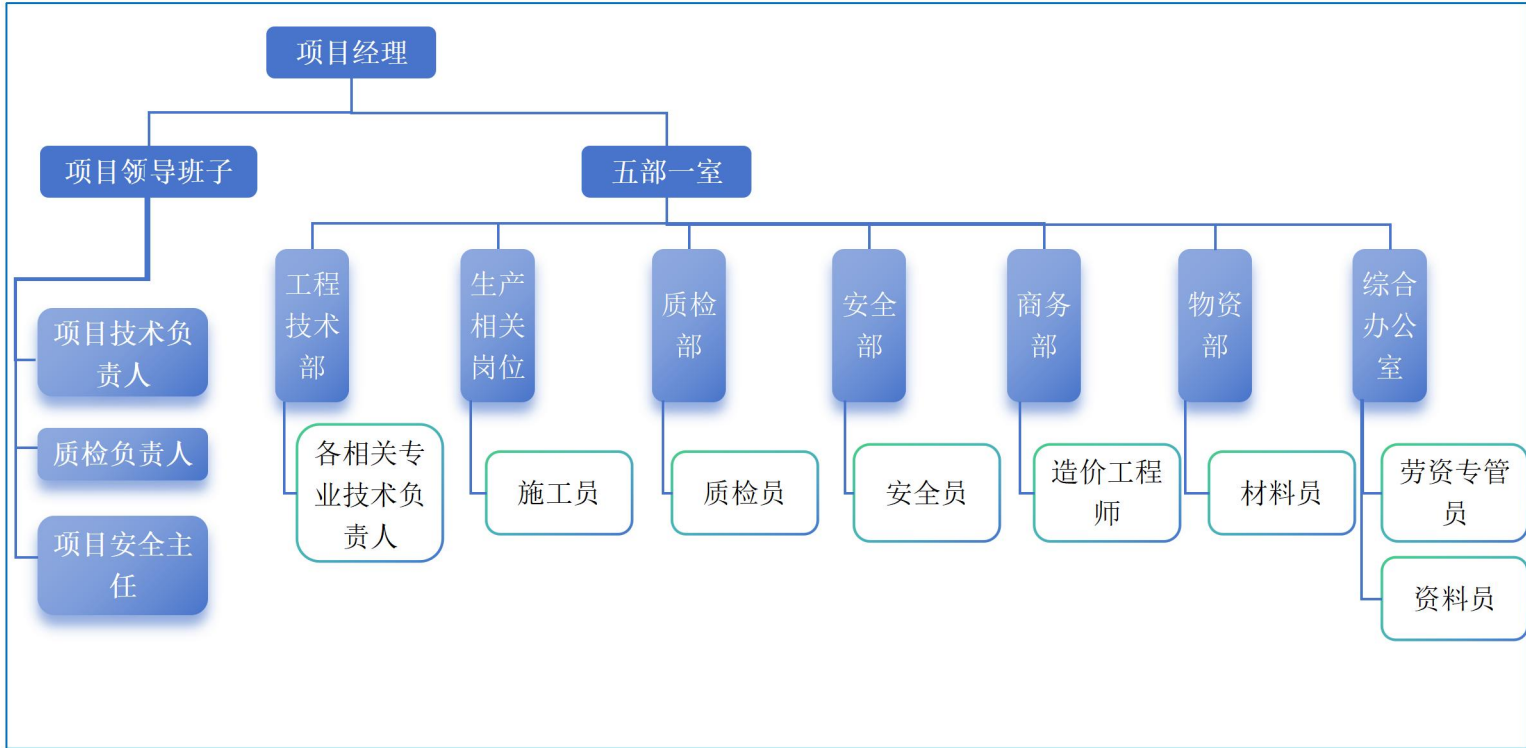 项目经理
项目领导班子
五部一室
工程
技术
部
生产
相关
岗位
质检
部
安全
部
商务
部
物资
部
综合
办公
室
项目技术负
责人
质检负责人
项目安全主
任
各相关专
业技术负
责人
施工员
质检员
安全员
造价工程
师
材料员
劳资专管
员
资料员